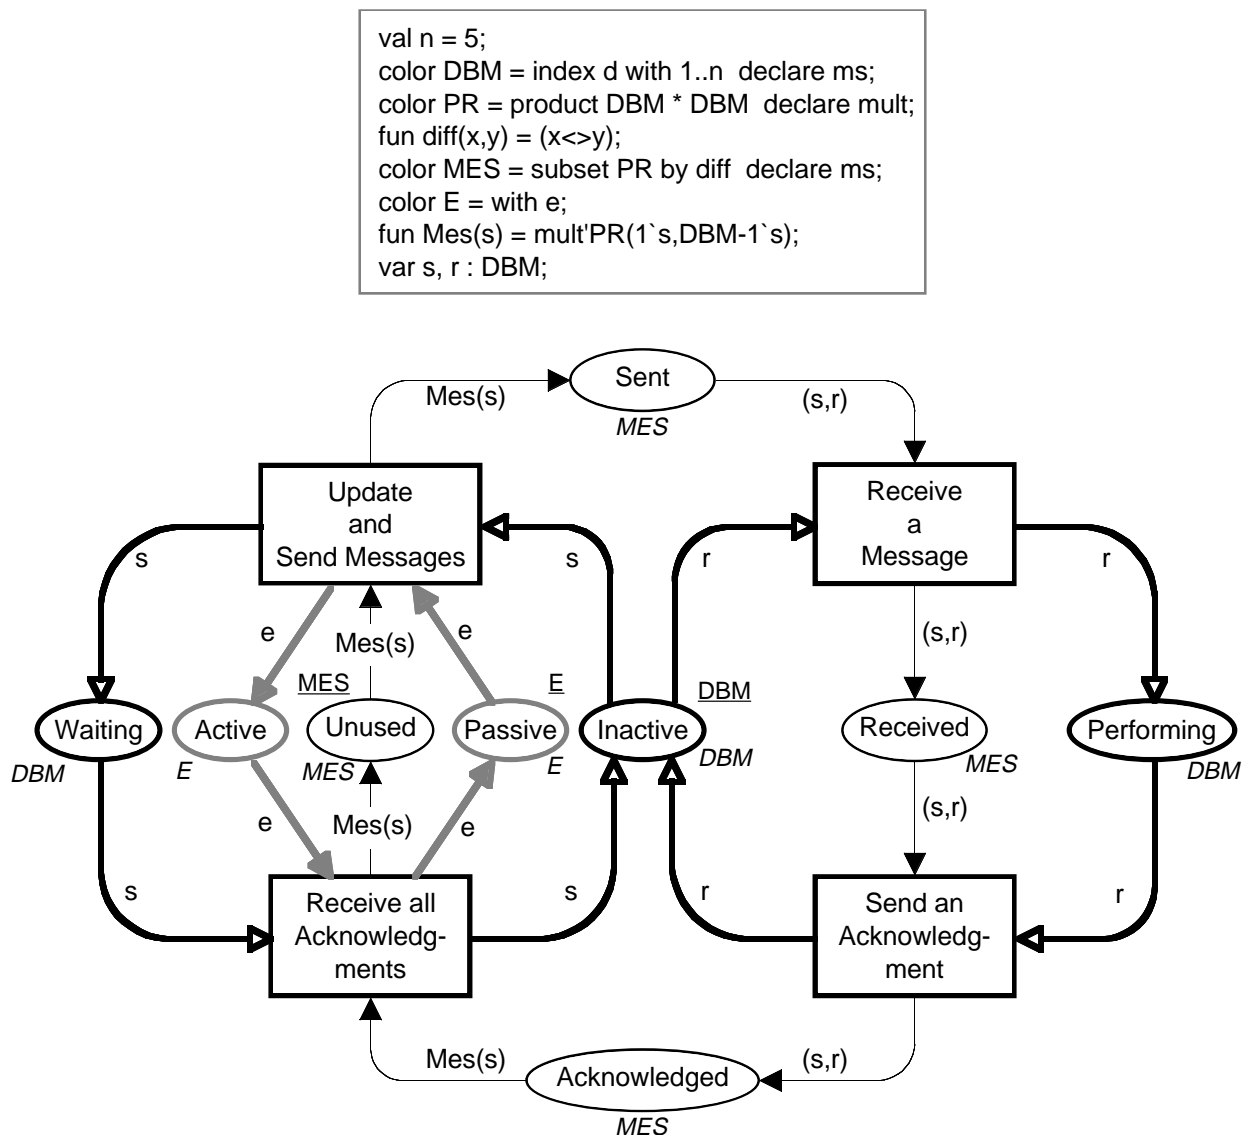 val n = 5;
color DBM = index d with 1..n  declare ms;
color PR = product DBM * DBM  declare mult;
fun diff(x,y) = (x<>y);
color MES = subset PR by diff  declare ms;
color E = with e;
fun Mes(s) = mult'PR(1`s,DBM-1`s);
var s, r : DBM;
Sent
Mes(s)
(s,r)
MES
Update
and
Send Messages
Receive
a
Message
s
s
r
r
e
Mes(s)
e
(s,r)
MES
E
DBM
Waiting
Active
Unused
Passive
Inactive
Received
Performing
DBM
E
MES
E
DBM
MES
DBM
e
Mes(s)
e
(s,r)
s
s
r
r
Receive all
Acknowledg-
ments
Send an
Acknowledg-
ment
Mes(s)
(s,r)
Acknowledged
MES